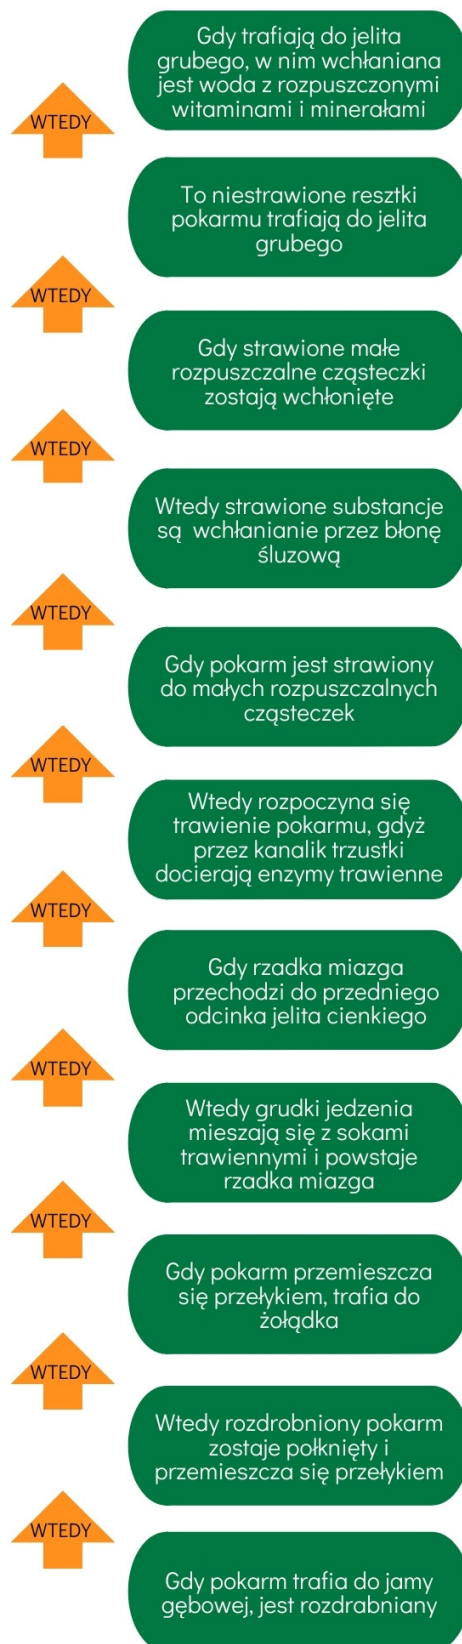 Gdy trafiają do jelita
grubego, w nim wchłaniana
jest woda z rozpuszczonymi
witaminami i minerałami
WTEDY
To niestrawione resztki
pokarmu trafiają do jelita
grubego
WTEDY
Gdy strawione małe
rozpuszczalne cząsteczki
zostają wchłonięte
WTEDY
Wtedy strawione substancje
są wchłanianie przez błonę
śluzową
WTEDY
Gdy pokarm jest strawiony
do małych rozpuszczalnych
cząsteczek
WTEDY
Wtedy rozpoczyna się
trawienie pokarmu, gdyż
przez kanalik trzustki
docierają enzymy trawienne
WTEDY
Gdy rzadka miazga
przechodzi do przedniego
odcinka jelita cienkiego
WTEDY
Wtedy grudki jedzenia
mieszają się z sokami
trawiennymi i powstaje
rzadka miazga
WTEDY
Gdy pokarm przemieszcza
się przełykiem, trafia do
żołądka
WTEDY
Wtedy rozdrobniony pokarm
zostaje połknięty i
przemieszcza się przełykiem
WTEDY
Gdy pokarm trafia do jamy
gębowej, jest rozdrabniany